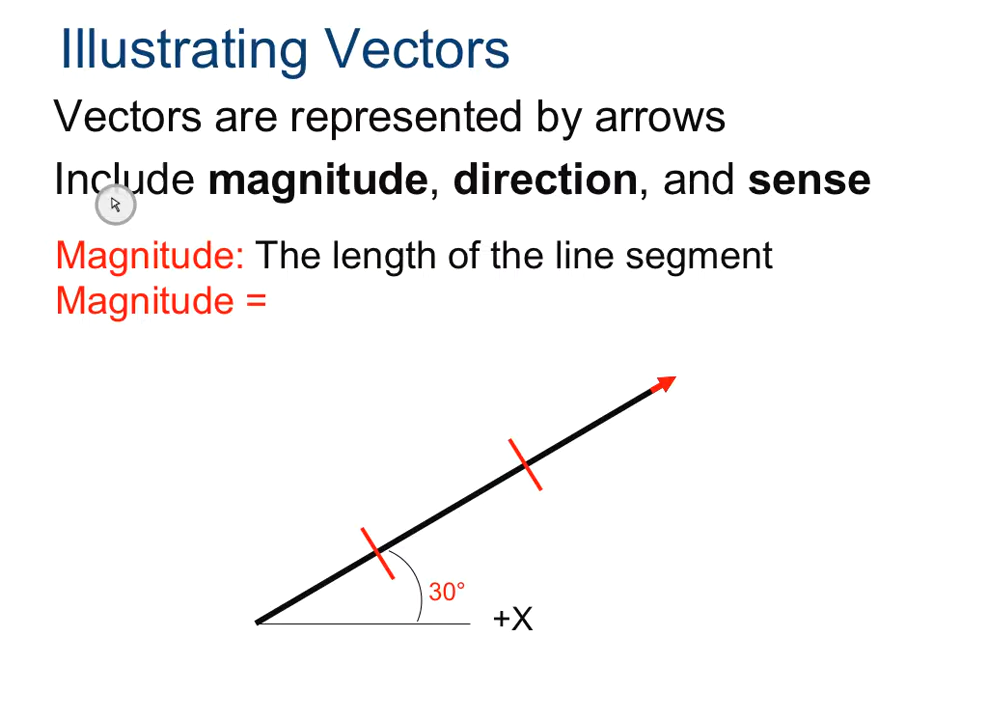 Illustrating Vectors
Vectors are represented by arrows
Include magnitude, direction, and sense
Magnitude: The length of the line segment
Magnitude =
30°
+X